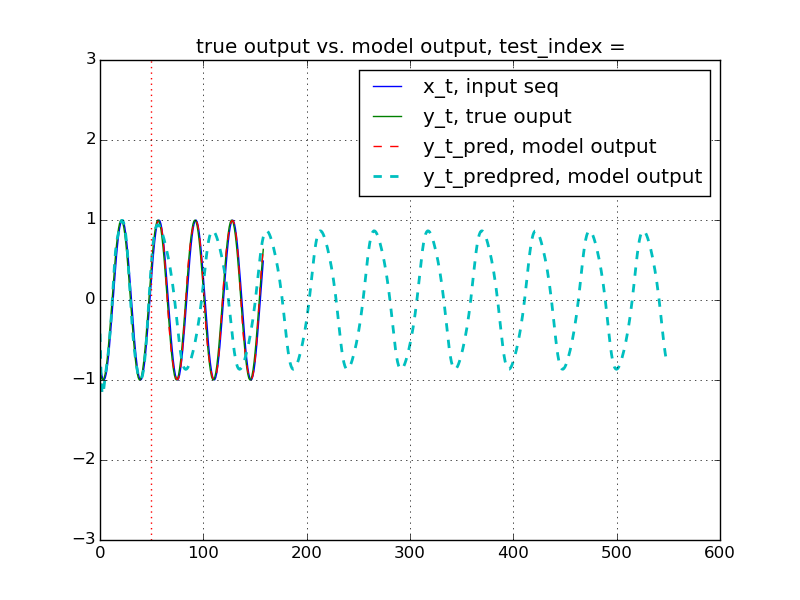 true output vs. model output, test_index =
x_t, input seq
y_t, true ouput
y_t_pred, model output
y_t_predpred, model output
3
2
1
0
−1
−2
−3
0 100 200 300 400 500 600